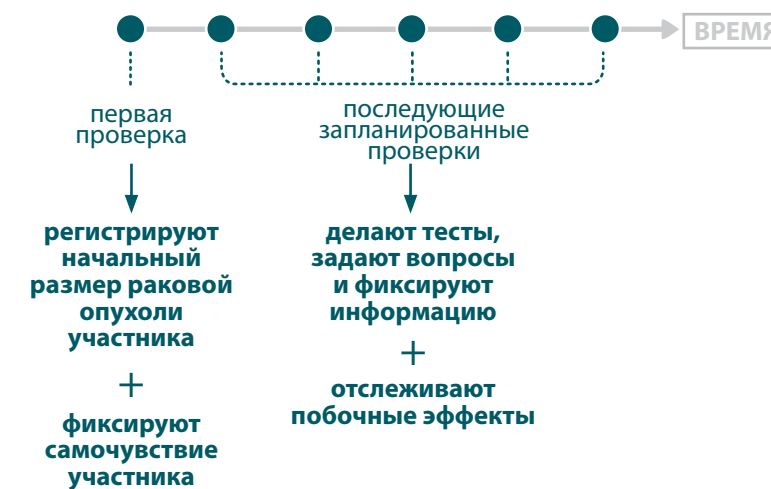 ВРЕМЯ
первая
проверка
последующие
запланированные
проверки
регистрируют
начальный
размер раковой
опухоли
участника
+
фиксируют
самочувствие
участника
делают тесты,
задают вопросы
и фиксируют
информацию
+
отслеживают
побочные эффекты